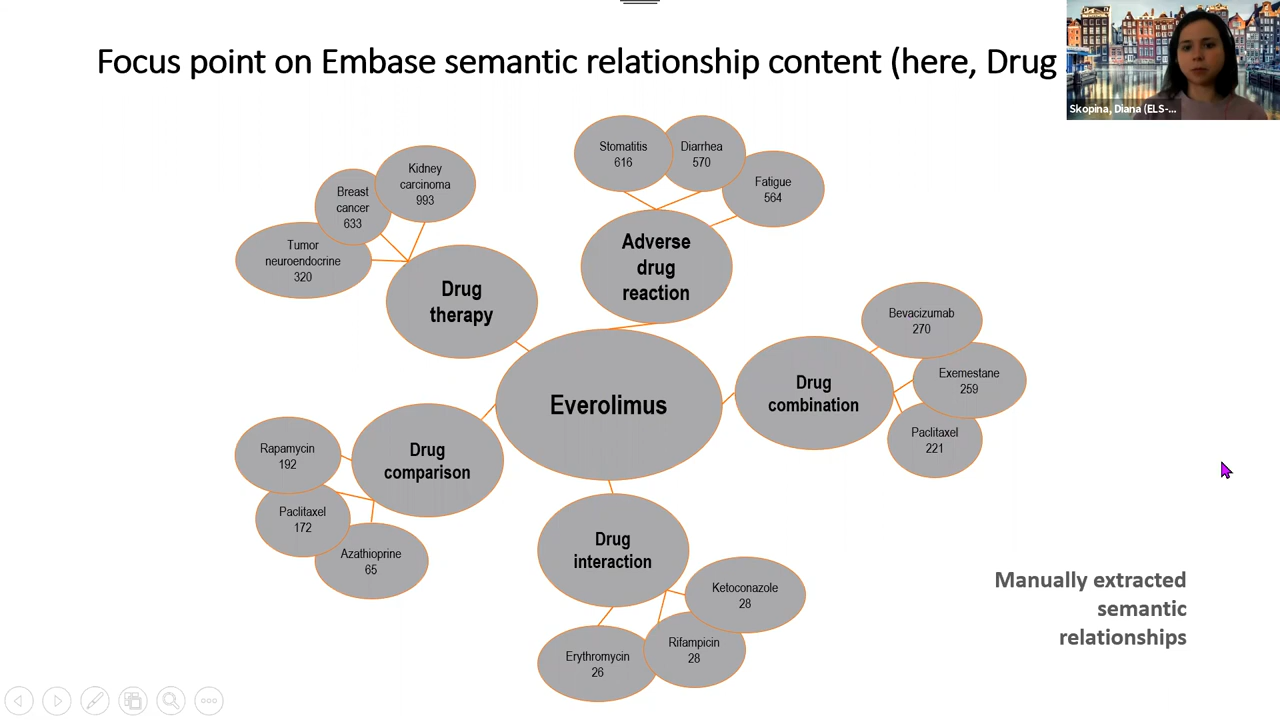 Focus point on Embase semantic relationship content (here, Drug
Skopina, Diana (ELS-...
Stomatitis
616
Diarrhea
570
Fatigue
564
Adverse
drug
reaction
Kidney
carcinoma
993
Breast
cancer
633
Tumor
neuroendocrine
320
Drug
therapy
Everolimus
Bevacizumab
270
Exemestane
259
Paclitaxel
221
Drug
combination
Rapamycin
192
Paclitaxel
172
Azathioprine
65
Drug
comparison
Drug
interaction
Ketoconazole
28
Rifampicin
28
Erythromycin
26
Manually extracted
semantic
relationships